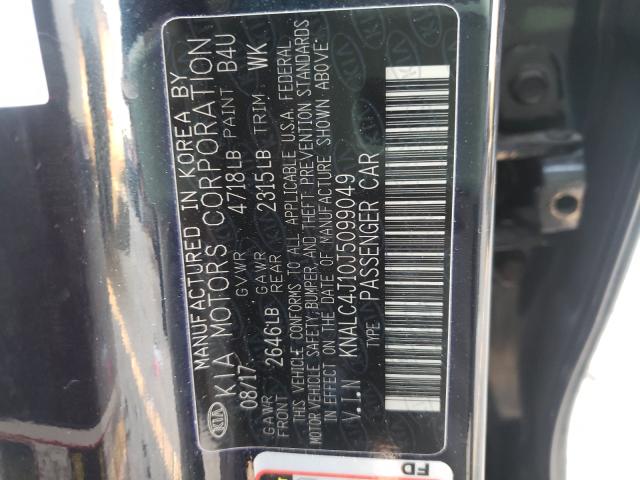 MANUFACTURED IN KOREA BY
KIA KIA MOTORS CORPORATION
08/17 GVWR 4718LB PAINT B4U
GAWR FRONT 2646LB GAWR REAR 2315LB TRIM WK
THIS VEHICLE CONFORMS TO ALL APPLICABLE U.S.A. FEDERAL
MOTOR VEHICLE SAFETY, BUMPER, AND THEFT PREVENTION STANDARDS
IN EFFECT ON THE DATE OF MANUFACTURE SHOWN ABOVE
V.I.N KNALC4J10J5099049
TYPE PASSENGER CAR
FD